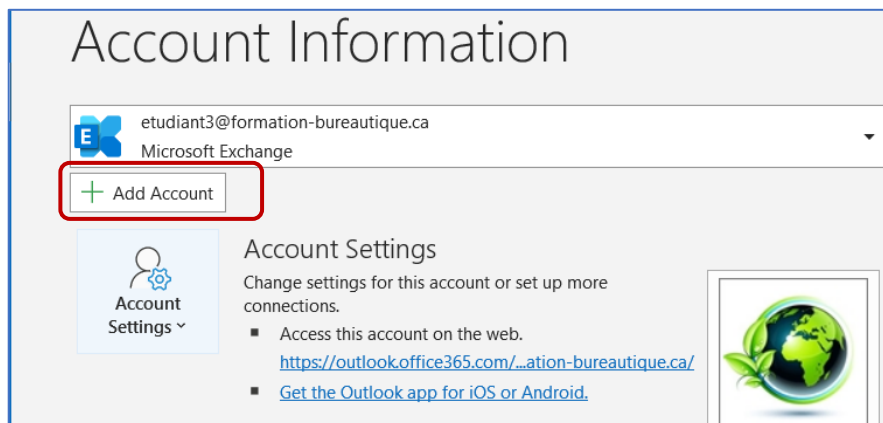 Account Information
etudiant3@formation-bureautique.ca
E
Microsoft Exchange
Add Account
Account Settings
Change settings for this account or set up more
connections.
Account
Settings
■ Access this account on the web.
https://outlook.office365.com/...ation-bureautique.ca/
■ Get the Outlook app for iOS or Android.